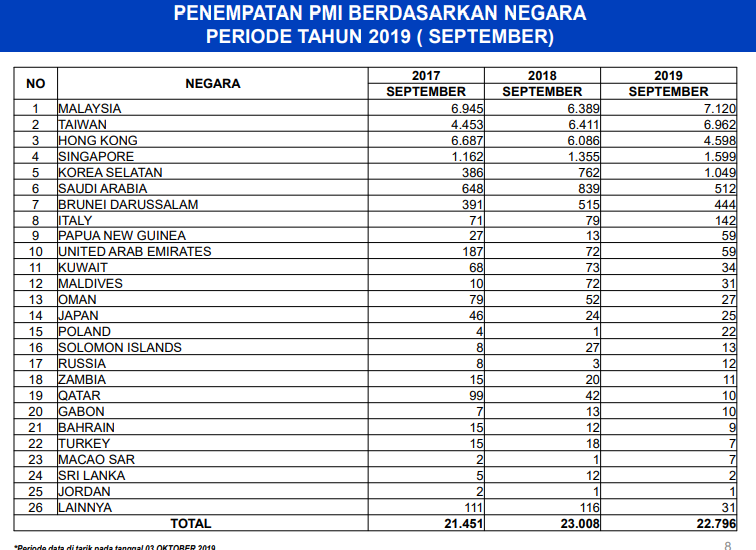 PENEMPATAN PMI BERDASARKAN NEGARA
PERIODE TAHUN 2019 ( SEPTEMBER)
NO NEGARA 2017 2018 2019
SEPTEMBER SEPTEMBER SEPTEMBER
1 MALAYSIA 6.945 6.389 7.120
2 TAIWAN 4.453 6.411 6.962
3 HONG KONG 6.687 6.086 4.598
4 SINGAPORE 1.162 1.355 1.599
5 KOREA SELATAN 386 762 1.049
6 SAUDI ARABIA 648 839 512
7 BRUNEI DARUSSALAM 391 515 444
8 ITALY 71 79 142
9 PAPUA NEW GUINEA 27 13 59
10 UNITED ARAB EMIRATES 187 72 59
11 KUWAIT 68 73 34
12 MALDIVES 10 72 31
13 OMAN 79 52 27
14 JAPAN 46 24 25
15 POLAND 4 1 22
16 SOLOMON ISLANDS 8 27 13
17 RUSSIA 8 3 12
18 ZAMBIA 15 20 11
19 QATAR 99 42 10
20 GABON 7 13 10
21 BAHRAIN 15 12 9
22 TURKEY 15 18 7
23 MACAO SAR 2 1 7
24 SRI LANKA 5 12 2
25 JORDAN 2 1 1
26 LAINNYA 111 116 31
TOTAL 21.451 23.008 22.796
*Periode data di tarik pada tanggal 03 OKTOBER 2019
8